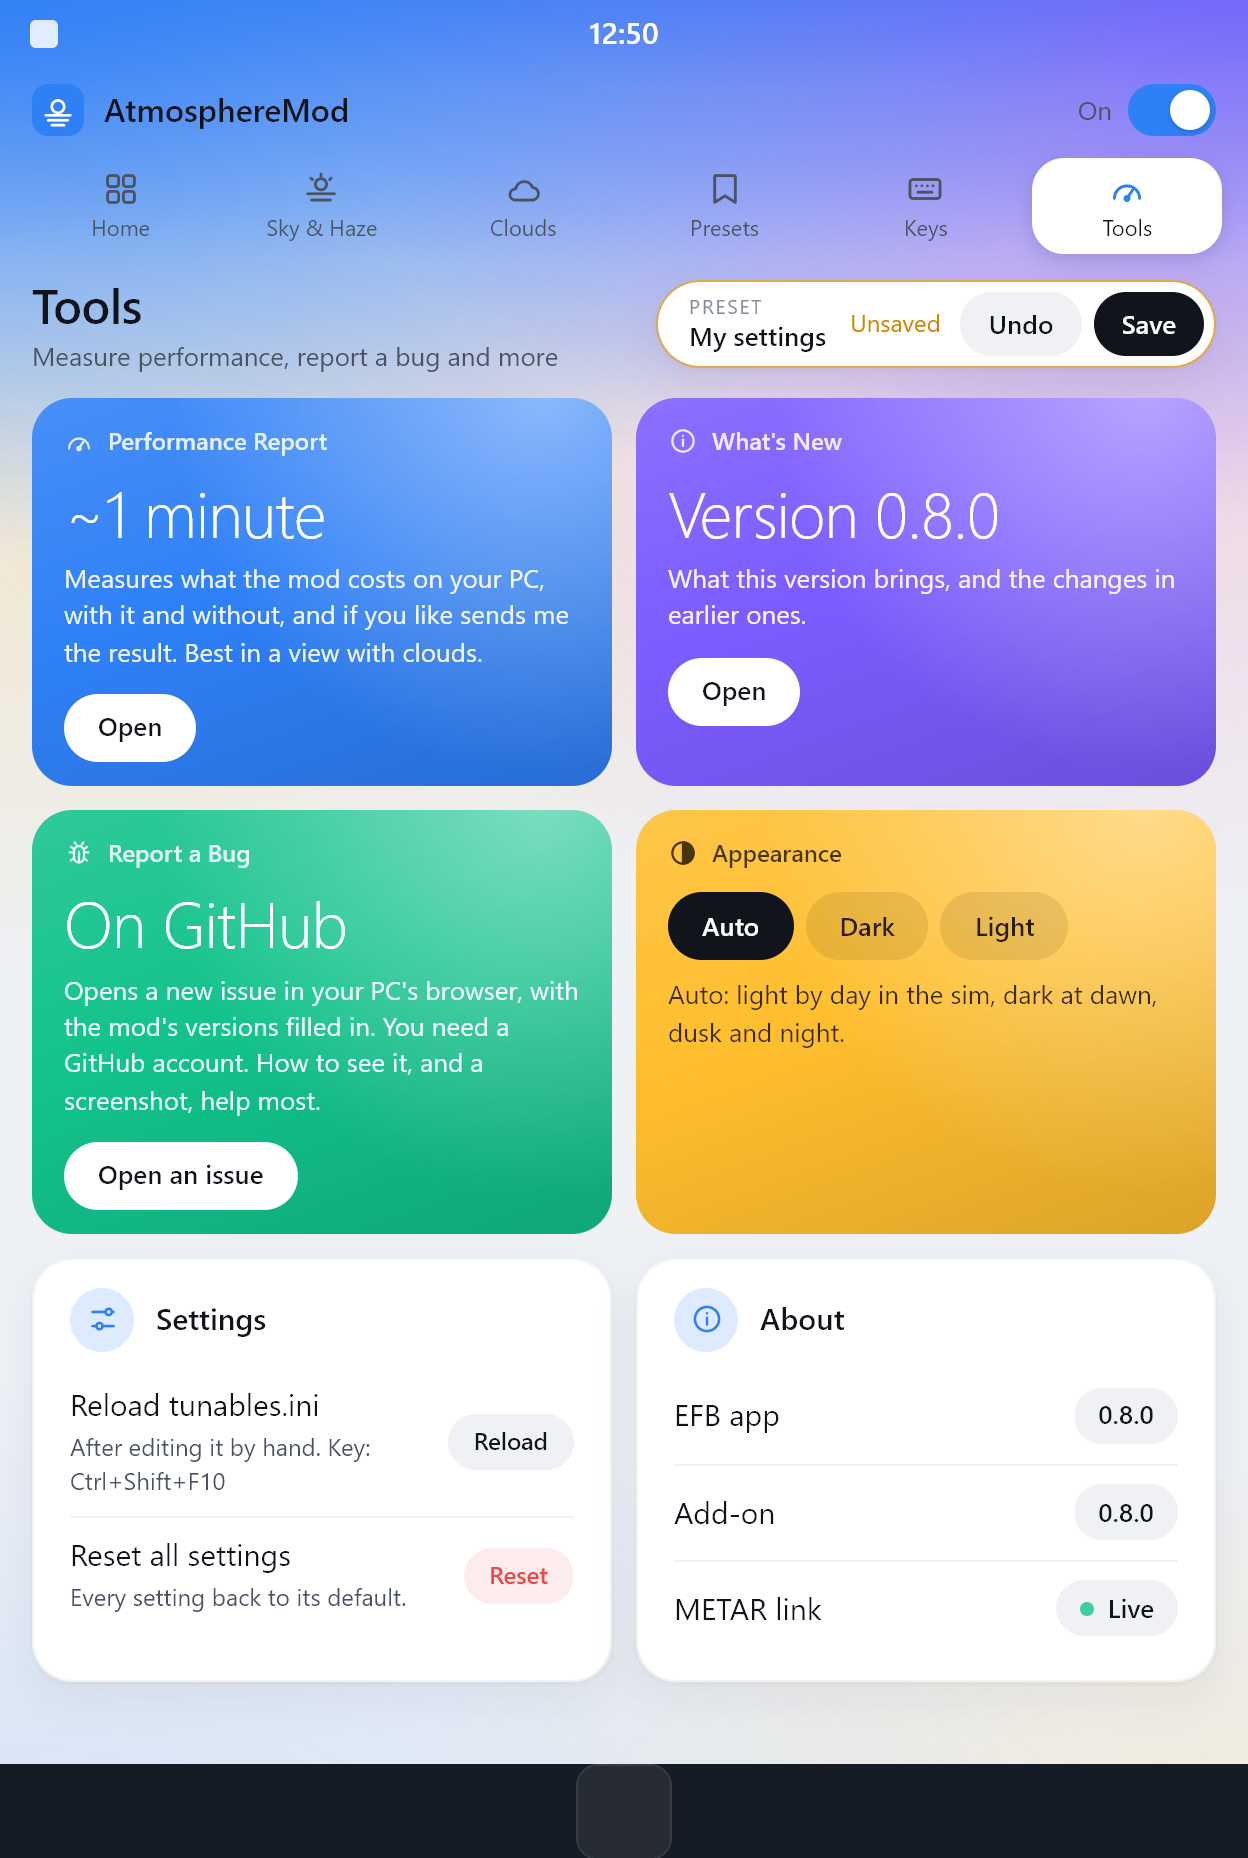 12:50
AtmosphereMod
On
Home
Sky & Haze
Clouds
Presets
Keys
Tools
Tools
Measure performance, report a bug and more
PRESET
My settings
Unsaved
Undo
Save
Performance Report
~1 minute
Measures what the mod costs on your PC,
with it and without, and if you like sends me
the result. Best in a view with clouds.
Open
What's New
Version 0.8.0
What this version brings, and the changes in
earlier ones.
Open
Report a Bug
On GitHub
Opens a new issue in your PC's browser, with
the mod's versions filled in. You need a
GitHub account. How to see it, and a
screenshot, help most.
Open an issue
Appearance
Auto
Dark
Light
Auto: light by day in the sim, dark at dawn,
dusk and night.
Settings
Reload tunables.ini
After editing it by hand. Key:
Ctrl+Shift+F10
Reload
Reset all settings
Every setting back to its default.
Reset
About
EFB app
0.8.0
Add-on
0.8.0
METAR link
Live